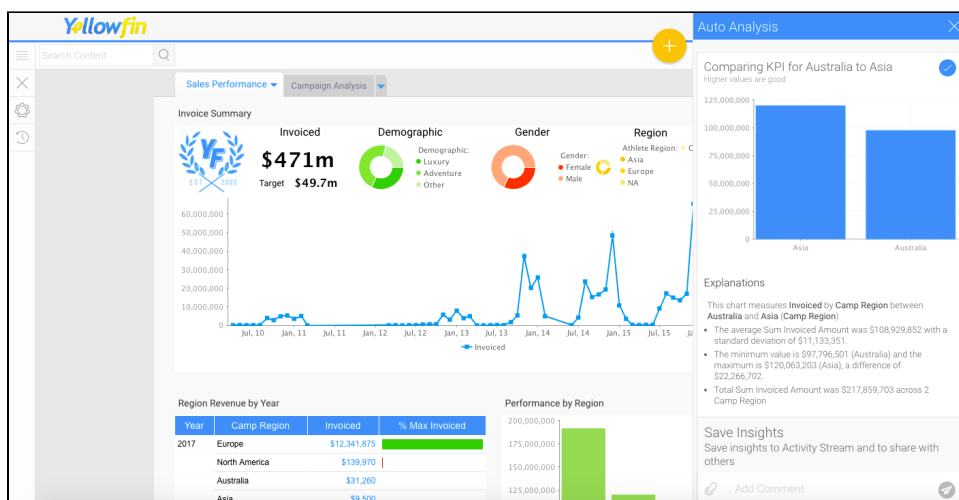 Yellowfin
Search Content
Sales Performance
Campaign Analysis
Invoice Summary
YF
EST 2003
Invoiced
$471m
Target $49.7m
Demographic
Demographic:
Luxury
Adventure
Other
Gender
Gender:
Female
Male
Region
Athlete Region:
Asia
Europe
NA
60,000,000
50,000,000
40,000,000
30,000,000
20,000,000
10,000,000
0
Jul, 10
Jan, 11
Jul, 11
Jan, 12
Jul, 12
Jan, 13
Jul, 13
Jan, 14
Jul, 14
Jan, 15
Jul, 15
Invoiced
Region Revenue by Year
Year Camp Region Invoiced % Max Invoiced
2017 Europe $12,341,875
North America $139,970
Australia $31,260
Asia $9,500
Performance by Region
200,000,000
175,000,000
150,000,000
125,000,000
Auto Analysis
Comparing KPI for Australia to Asia
Higher values are good
125,000,000
100,000,000
75,000,000
50,000,000
25,000,000
0
Asia
Australia
Explanations
This chart measures Invoiced by Camp Region between
Australia and Asia (Camp Region)
The average Sum Invoiced Amount was $108,929,852 with a
standard deviation of $11,133,351.
The minimum value is $97,796,501 (Australia) and the
maximum is $120,063,203 (Asia), a difference of
$22,266,702.
Total Sum Invoiced Amount was $217,859,703 across 2
Camp Region
Save Insights
Save insights to Activity Stream and to share with
others
Add Comment